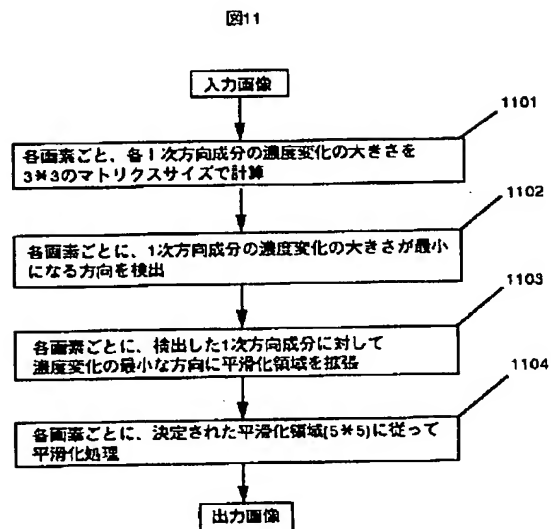 図11
入力画像
1101
各画素ごと、各1次方向成分の濃度変化の大きさを
3*3のマトリクスサイズで計算
1102
各画素ごとに、1次方向成分の濃度変化の大きさが最小
になる方向を検出
1103
各画素ごとに、検出した1次方向成分に対して
濃度変化の最小な方向に平滑化領域を拡張
1104
各画素ごとに、決定された平滑化領域(5*5)に従って
平滑化処理
出力画像